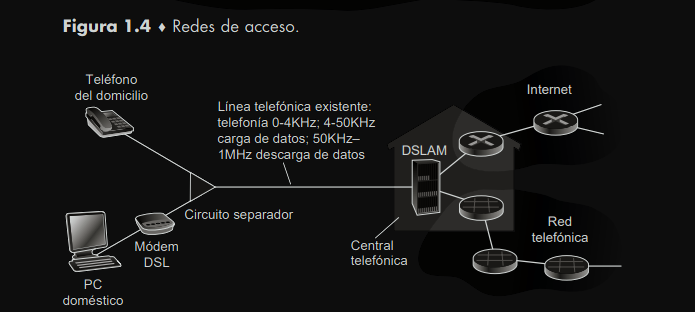 Figura 1.4 ♦ Redes de acceso.
Teléfono
del domicilio
Línea telefónica existente:
telefonía 0-4KHz; 4-50KHz
carga de datos; 50KHz–
1MHz descarga de datos
Internet
DSLAM
Circuito separador
Módem
DSL
PC
doméstico
Central
telefónica
Red
telefónica